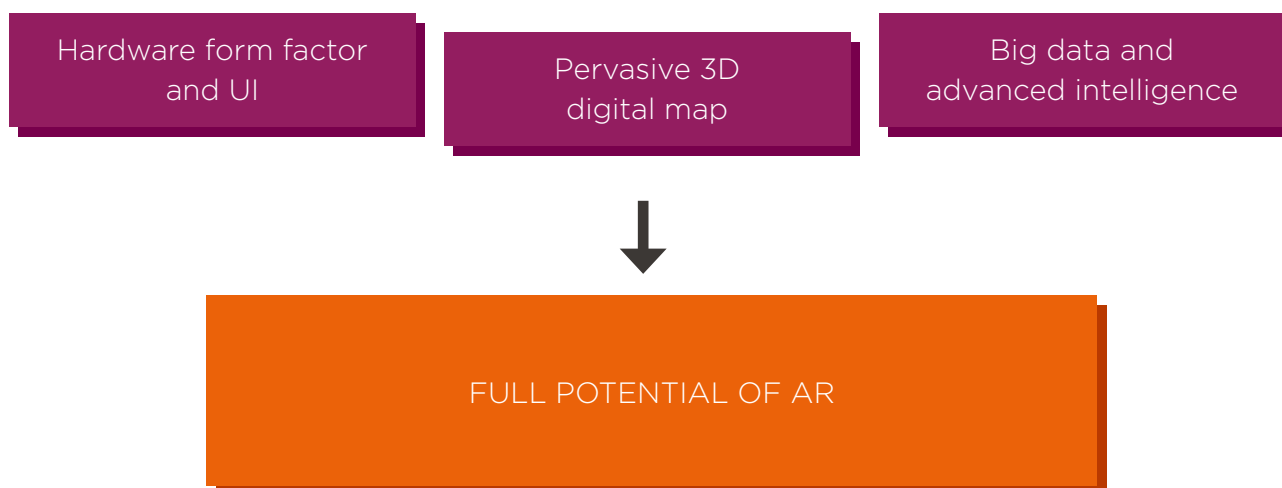 Hardware form factor
and UI
Pervasive 3D
digital map
Big data and
advanced intelligence
FULL POTENTIAL OF AR